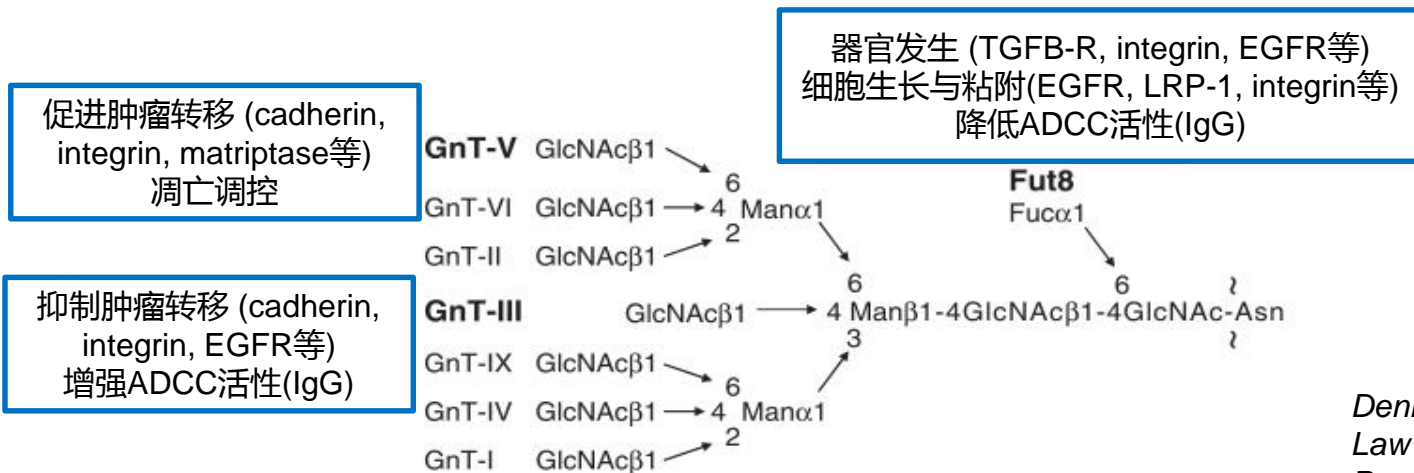 器官发生 (TGFB-R, integrin, EGFR等)
细胞生长与粘附(EGFR, LRP-1, integrin等)
降低ADCC活性(IgG)
促进肿瘤转移 (cadherin,
integrin, matriptase等)
凋亡调控
GnT-V GlcNAcβ1
6
Fut8
GnT-VI GlcNAcβ1 4 Manα1
Fucα1
2
GnT-II GlcNAcβ1
抑制肿瘤转移 (cadherin,
integrin, EGFR等)
增强ADCC活性(IgG)
6 6 ~
GnT-III GlcNAcβ1 4 Manβ1-4GlcNAcβ1-4GlcNAc-Asn
3 ~
GnT-IX GlcNAcβ1
6
GnT-IV GlcNAcβ1 4 Manα1
2
GnT-I GlcNAcβ1
Law